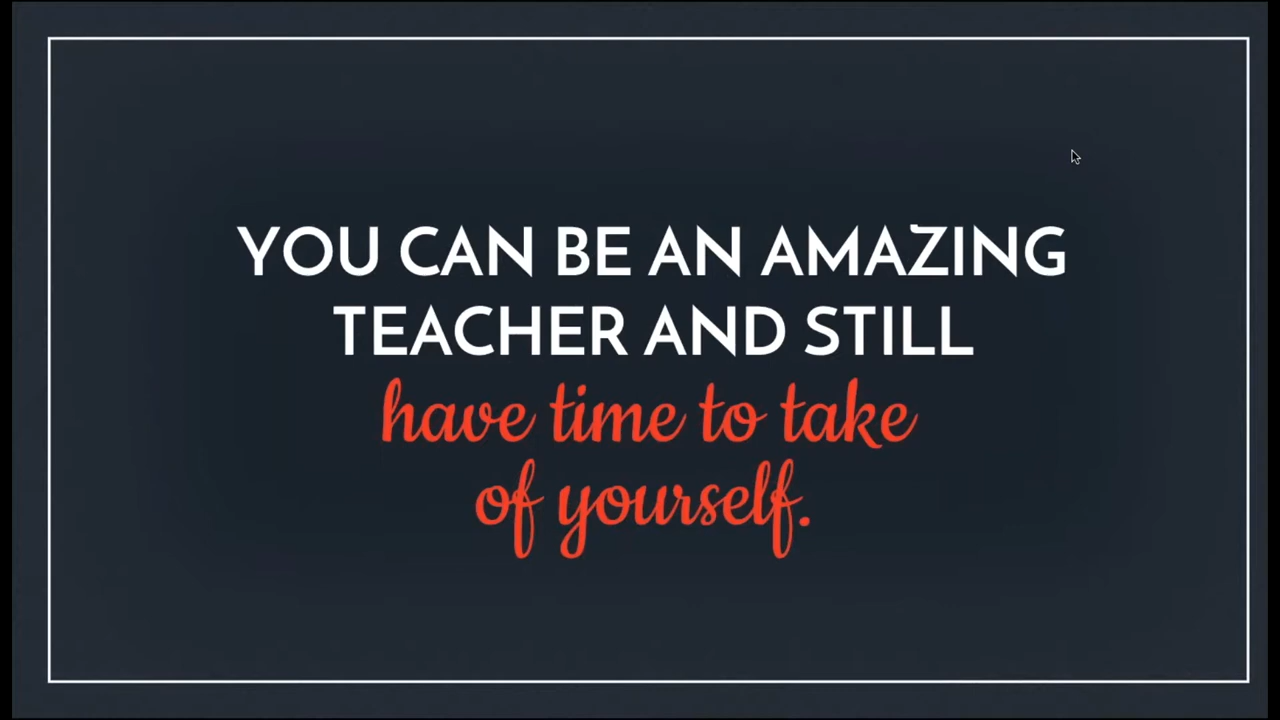 YOU CAN BE AN AMAZING
TEACHER AND STILL
have time to take
of yourself.